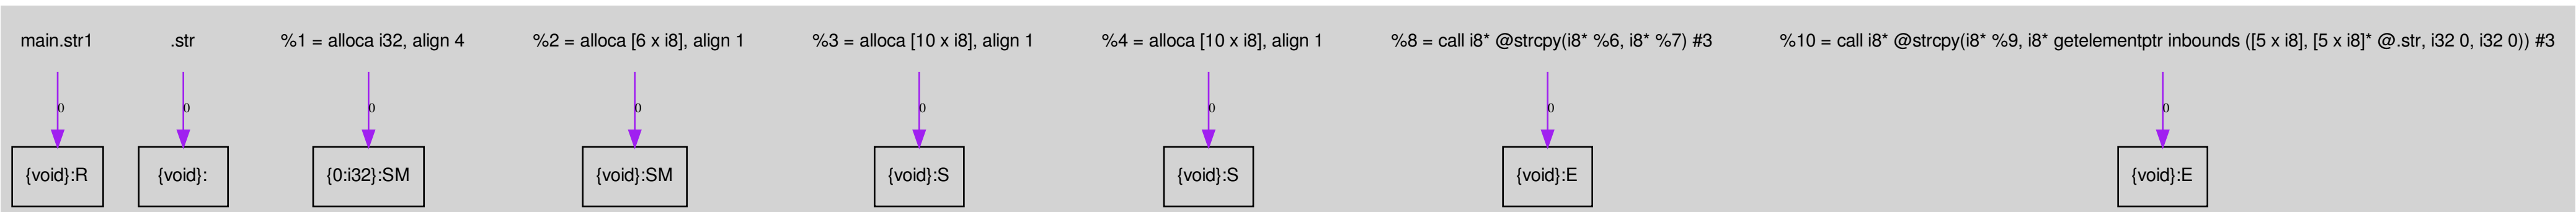 main.str1 .str %1 = alloca i32, align 4 %2 = alloca [6 x i8], align 1 %3 = alloca [10 x i8], align 1 %4 = alloca [10 x i8], align 1 %8 = call i8* @strcpy(i8* %6, i8* %7) #3 %10 = call i8* @strcpy(i8* %9, i8* getelementptr inbounds ([5 x i8], [5 x i8]* @.str, i32 0, i32 0)) #3
0 0 0 0 0 0 0 0
{void}:R {void}: {0:i32}:SM {void}:SM {void}:S {void}:S {void}:E {void}:E